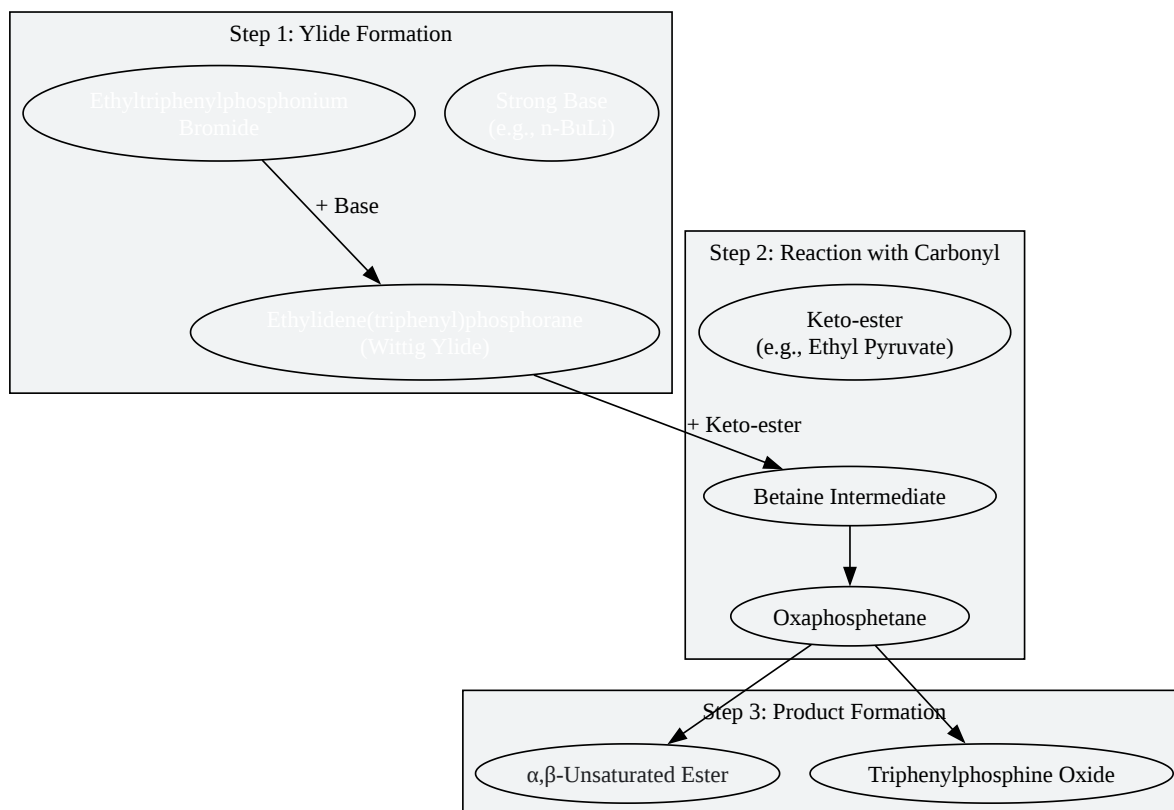 Step 1: Ylide Formation
Ethyltriphenylphosphonium
Bromide
Strong Base
(e.g., n-BuLi)
+ Base
Ethylidene(triphenyl)phosphorane
(Wittig Ylide)
Step 2: Reaction with Carbonyl
Keto-ester
(e.g., Ethyl Pyruvate)
+ Keto-ester
Betaine Intermediate
Oxaphosphetane
Step 3: Product Formation
α,β-Unsaturated Ester
Triphenylphosphine Oxide